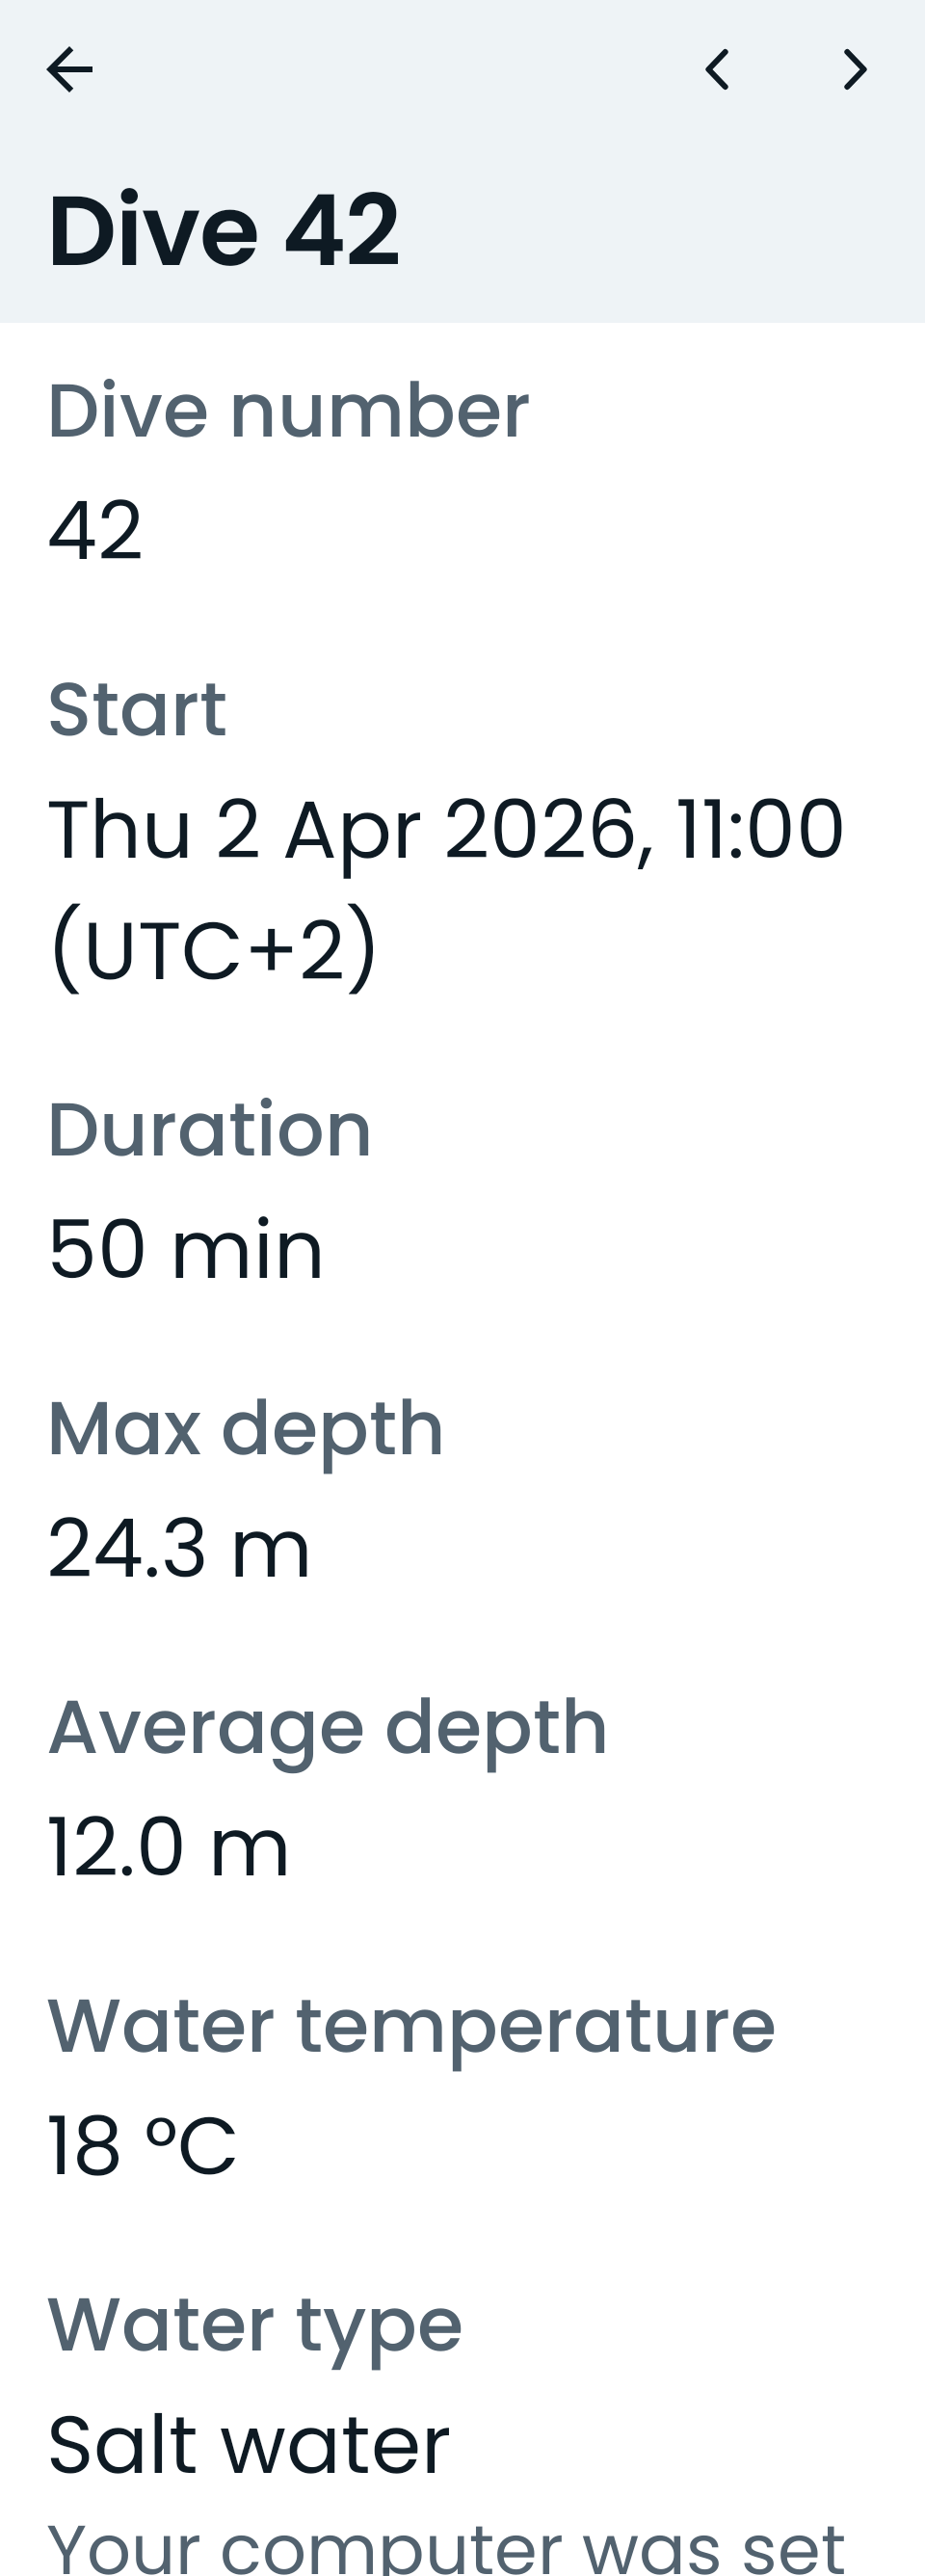 Dive 42
Dive number
42
Start
Thu 2 Apr 2026, 11:00
(UTC+2)
Duration
50 min
Max depth
24.3 m
Average depth
12.0 m
Water temperature
18 °C
Water type
Salt water
Your computer was set